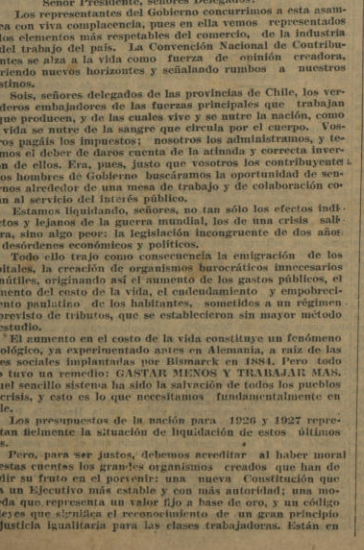 Señor Presidente, señores Delegados:
Los representantes del Gobierno concurrimos a esta asam-
ea con viva complacencia, pues en ella vemos representados
los elementos más respetables del comercio, de la industria
del trabajo del país. La Convención Nacional de Contribu-
entes se alza a la vida como fuerza de opinión creadora,
riendo nuevos horizontes y señalando rumbos a nuestros
stinos.
Sois, señores delegados de las provincias de Chile, los ver-
deros embajadores de las fuerzas principales que trabajan
que producen, y de las cuales vive y se nutre la nación, como
vida se nutre de la sangre que circula por el cuerpo. Vos-
ros pagáis los impuestos; nosotros los administramos, y te-
mos el deber de daros cuenta de la atinada y correcta inver-
ón de ellos. Era, pues, justo que vosotros los contribuyentes
los hombres de Gobierno buscáramos la oportunidad de sen-
rnos alrededor de una mesa de trabajo y de colaboración co-
ún al servicio del interés público.
Estamos liquidando, señores, no tan sólo los efectos indi-
ctos y lejanos de la guerra mundial, los de una crisis sali-
ra, sino algo peor: la legislación incongruente de dos años
desórdenes económicos y políticos.
Todo ello trajo como consecuencia la emigración de los
pitales, la creación de organismos burocráticos innecesarios
inútiles, originando así el aumento de los gastos públicos, el
mento del costo de la vida, el endeudamiento y empobreci-
ento paulatino de los habitantes, sometidos a un régimen
previsto de tributos, que se establecieron sin mayor método
estudio.
El aumento en el costo de la vida constituye un fenómeno
ológico, ya experimentado antes en Alemania, a raíz de las
es sociales implantadas por Bismarck en 1884. Pero todo
o tuvo un remedio: GASTAR MENOS Y TRABAJAR MAS.
uel sencillo sistema ha sido la salvación de todos los pueblos
crisis, y esto es lo que necesitamos fundamentalmente en
le.
Los presupuestos de la nación para 1926 y 1927 repre-
tan fielmente la situación de liquidación de estos últimos
s.
Pero, para ser justos, debemos acreditar al haber moral
estas cuentas los grandes organismos creados que han de
dir su fruto en el porvenir: una nueva Constitución que
a un Ejecutivo más estable y con más autoridad; una mo-
eda que representa un valor fijo a base de oro, y un código
leyes que significa el reconocimiento de un gran principio
justicia igualitaria para las clases trabajadoras. Están en